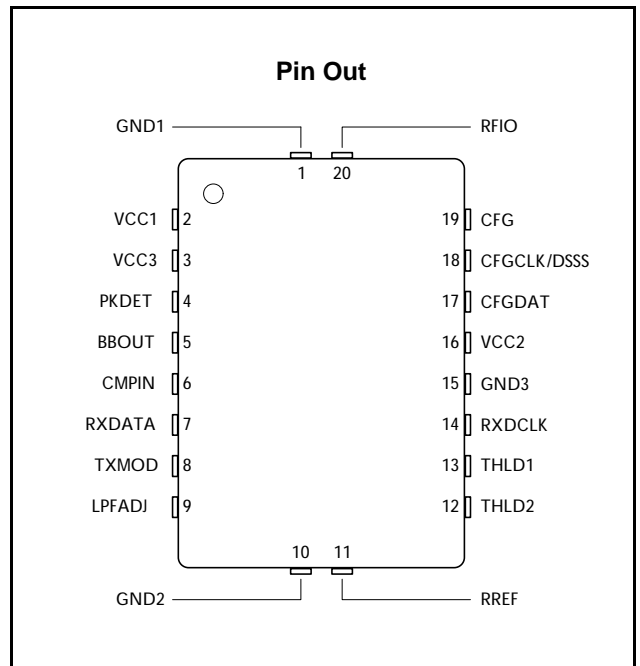 Pin Out
GND1 RFIO
1 20
VCC1 2 19 CFG
VCC3 3 18 CFGCLK/DSSS
PKDET 4 17 CFGDAT
BBOUT 5 16 VCC2
CMPIN 6 15 GND3
RXDATA 7 14 RXDCLK
TXMOD 8 13 THLD1
LPFADJ 9 12 THLD2
10 11
GND2 RREF